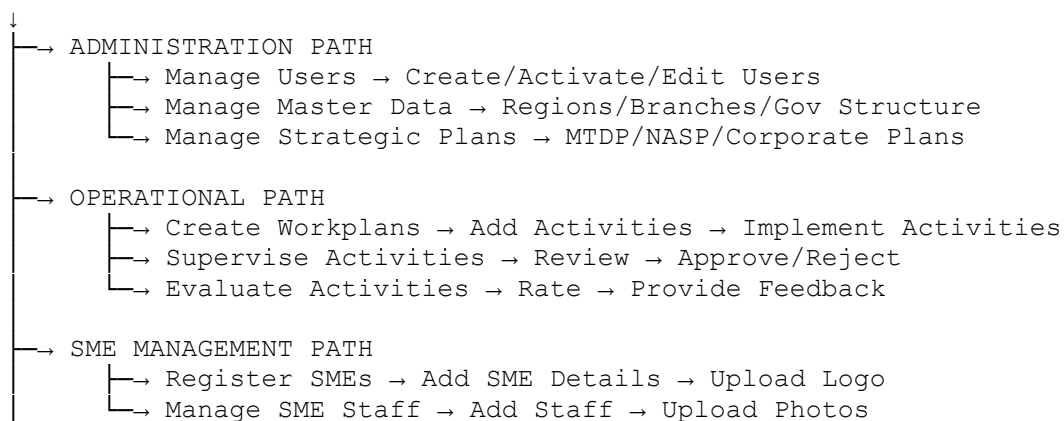 ↓
├─→ ADMINISTRATION PATH
│     ├─→ Manage Users → Create/Activate/Edit Users
│     ├─→ Manage Master Data → Regions/Branches/Gov Structure
│     └─→ Manage Strategic Plans → MTDP/NASP/Corporate Plans
│
├─→ OPERATIONAL PATH
│     ├─→ Create Workplans → Add Activities → Implement Activities
│     ├─→ Supervise Activities → Review → Approve/Reject
│     └─→ Evaluate Activities → Rate → Provide Feedback
│
├─→ SME MANAGEMENT PATH
│     ├─→ Register SMEs → Add SME Details → Upload Logo
│     └─→ Manage SME Staff → Add Staff → Upload Photos